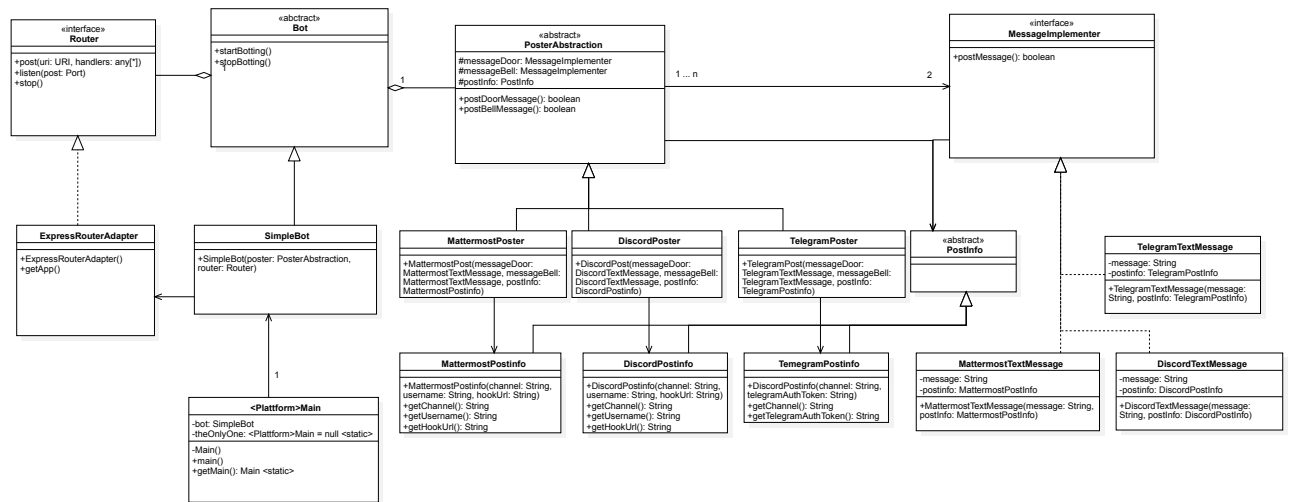 «interface»
Router
+post(uri: URI, handlers: any[*])
+listen(post: Port)
+stop()
«abctract»
Bot
+startBotting()
+stopBotting()
1
1
«abstract»
PosterAbstraction
#messageDoor: MessageImplementer
#messageBell: MessageImplementer
#postInfo: PostInfo
+postDoorMessage(): boolean
+postBellMessage(): boolean
1 ... n
2
«interface»
MessageImplementer
+postMessage(): boolean
ExpressRouterAdapter
+ExpressRouterAdapter()
+getApp()
SimpleBot
+SimpleBot(poster: PosterAbstraction,
router: Router)
MattermostPoster
+MattermostPost(messageDoor:
MattermostTextMessage, messageBell:
MattermostTextMessage, postInfo:
MattermostPostinfo)
DiscordPoster
+DiscordPost(messageDoor:
DiscordTextMessage, messageBell:
DiscordTextMessage, postInfo:
DiscordPostinfo)
TelegramPoster
+TelegramPost(messageDoor:
TelegramTextMessage, messageBell:
TelegramTextMessage, postInfo:
TelegramPostinfo)
«abstract»
PostInfo
TelegramTextMessage
-message: String
-postinfo: TelegramPostInfo
+TelegramTextMessage(message:
String, postInfo: TelegramPostInfo)
1
<Plattform>Main
-bot: SimpleBot
-theOnlyOne: <Plattform>Main = null <static>
-Main()
+main()
+getMain(): Main <static>
MattermostPostinfo
+MattermostPostinfo(channel: String,
username: String, hookUrl: String)
+getChannel(): String
+getUsername(): String
+getHookUrl(): String
DiscordPostinfo
+DiscordPostinfo(channel: String,
username: String, hookUrl: String)
+getChannel(): String
+getUsername(): String
+getHookUrl(): String
TemegramPostinfo
+DiscordPostinfo(channel: String,
telegramAuthToken: String)
+getChannel(): String
+getTelegramAuthToken(): String
MattermostTextMessage
-message: String
-postinfo: MattermostPostInfo
+MattermostTextMessage(message: String,
postInfo: MattermostPostInfo)
DiscordTextMessage
-message: String
-postinfo: DiscordPostInfo
+DiscordTextMessage(message:
String, postInfo: DiscordPostInfo)